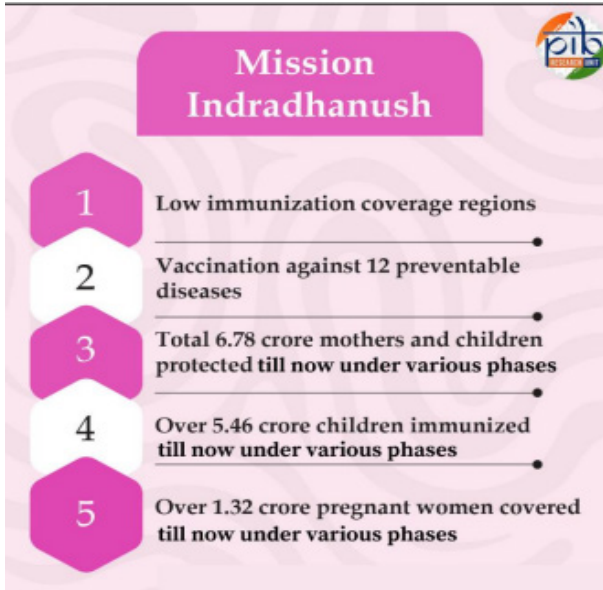 pib
RESEARCH UNIT
Mission
Indradhanush
1
Low immunization coverage regions
2
Vaccination against 12 preventable
diseases
3
Total 6.78 crore mothers and children
protected till now under various phases
4
Over 5.46 crore children immunized
till now under various phases
5
Over 1.32 crore pregnant women covered
till now under various phases